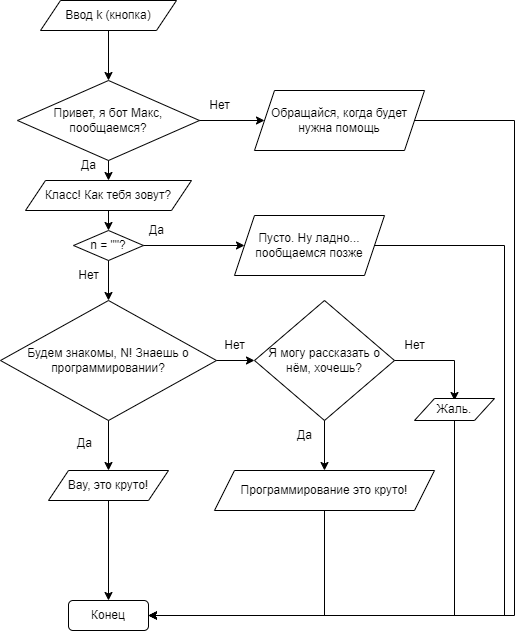 Ввод k (кнопка)
Привет, я бот Макс,
пообщаемся?
Нет
Обращайся, когда будет
нужна помощь
Да
Класс! Как тебя зовут?
n = ""?
Да
Пусто. Ну ладно...
пообщаемся позже
Нет
Будем знакомы, N! Знаешь о
программировании?
Нет
Я могу рассказать о
нём, хочешь?
Нет
Жаль.
Да
Вау, это круто!
Да
Программирование это круто!
Конец